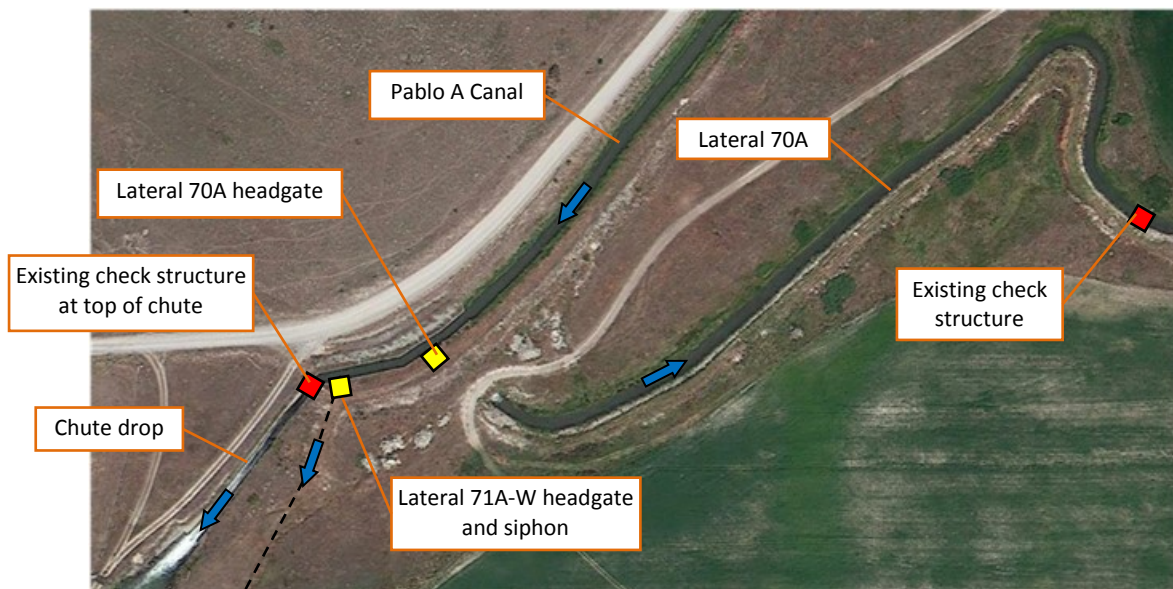 Pablo A Canal
Lateral 70A
Lateral 70A headgate
Existing check structure
at top of chute
Existing check
structure
Chute drop
Lateral 71A-W headgate
and siphon